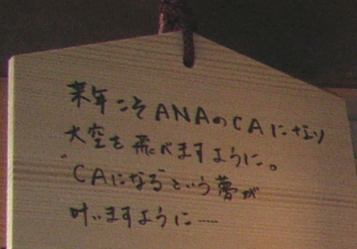 来年こそANAのCAになり
大空を飛べますように。
"CAになる"という夢が
叶いますように……